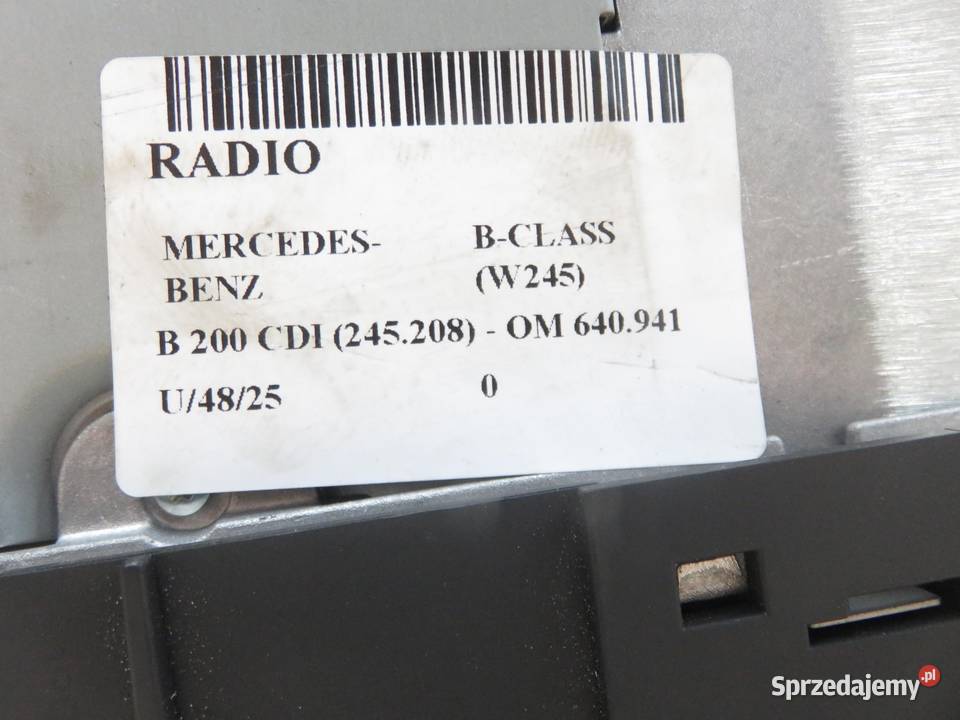 RADIO
MERCEDES-
BENZ
B-CLASS
(W245)
B 200 CDI (245.208) - OM 640.941
U/48/25
0
Sprzedajemy.pl